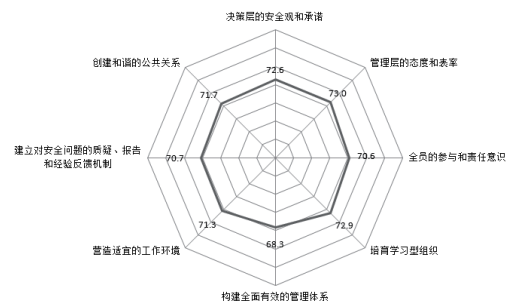 决策层的安全观和承诺
创建和谐的公共关系
管理层的态度和表率
72.6
71.7
73.0
建立对安全问题的质疑、报告
和经验反馈机制
70.7
70.6
全员的参与和责任意识
71.3
72.9
68.3
营造适宜的工作环境
培育学习型组织
构建全面有效的管理体系